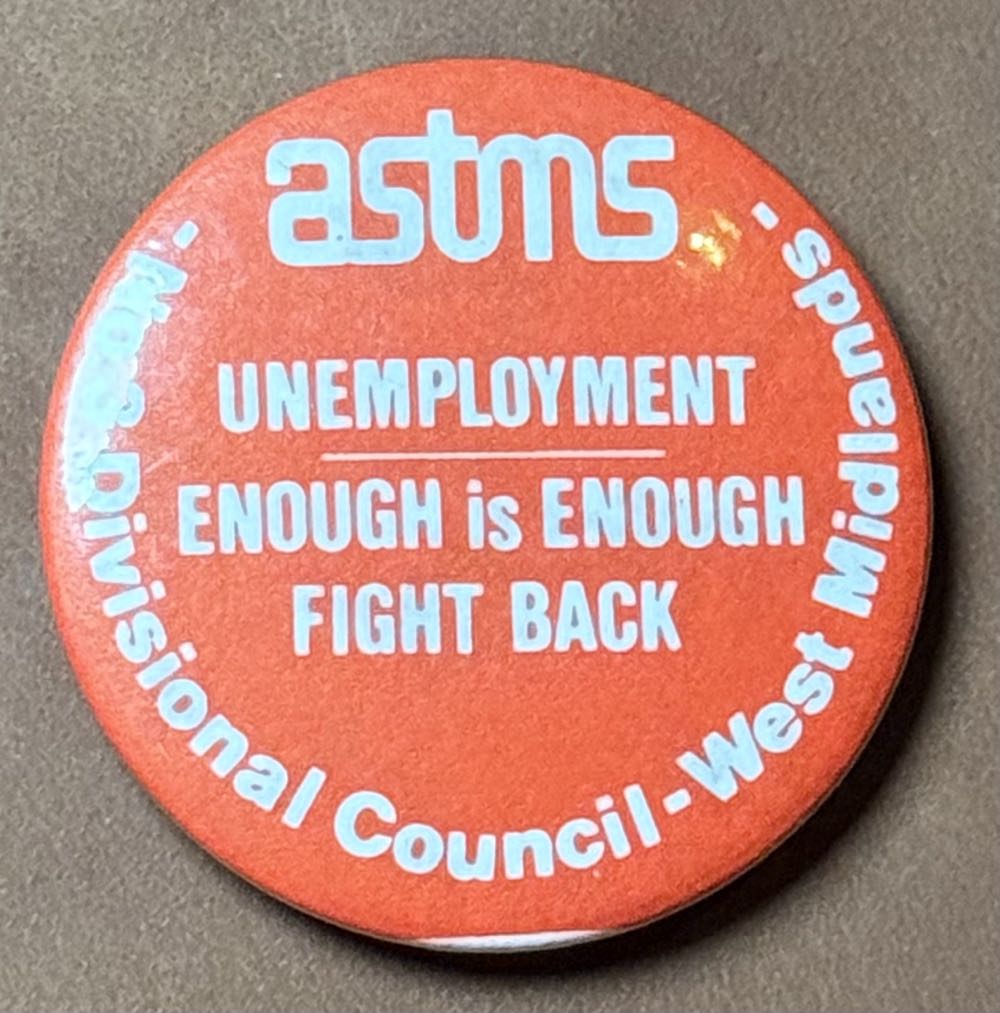 astms
UNEMPLOYMENT
ENOUGH is ENOUGH
FIGHT BACK
Divisional Council - West Midlands -